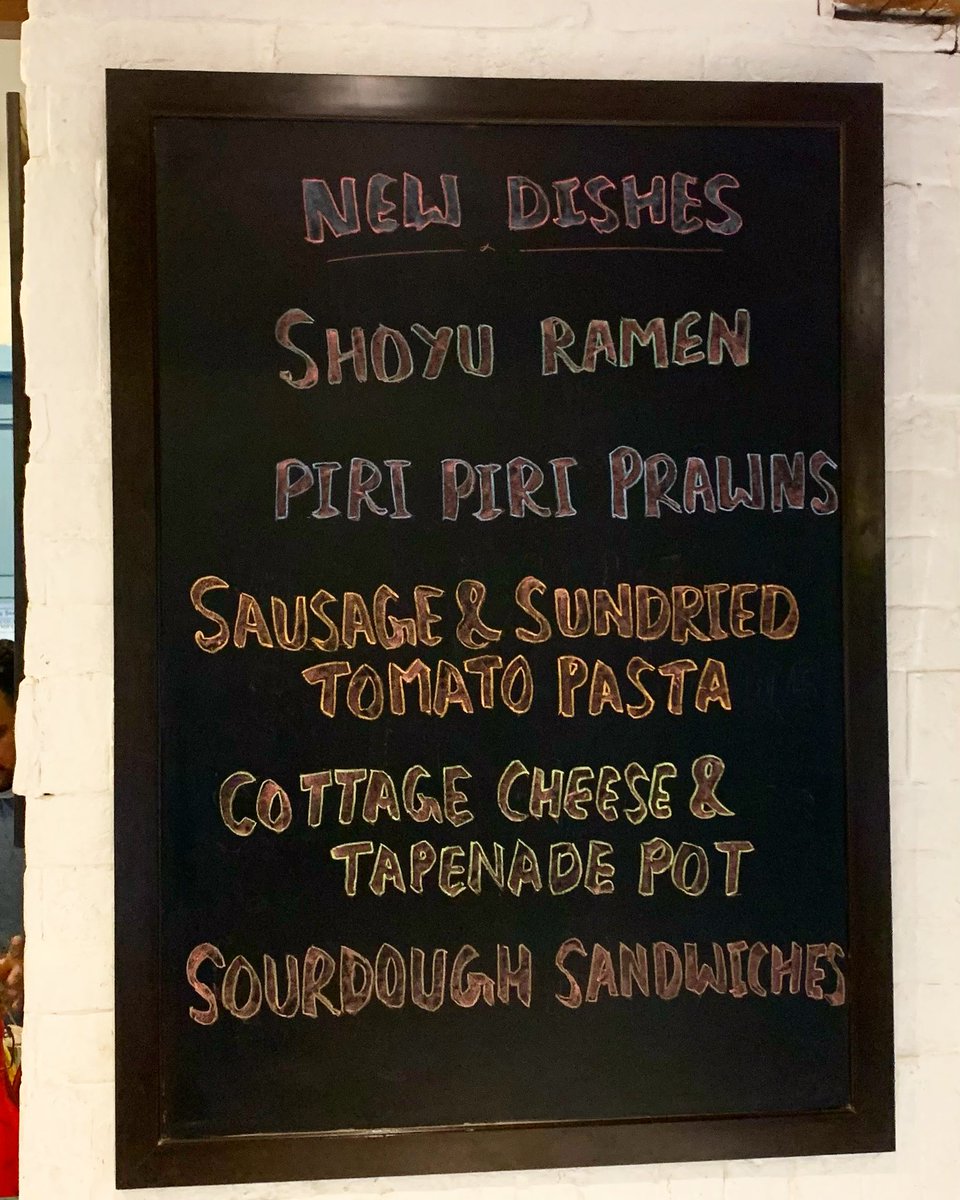 NEW DISHES
SHOYU RAMEN
PIRI PIRI PRAWNS
SAUSAGE & SUNDRIED
TOMATO PASTA
COTTAGE CHEESE &
TAPENADE POT
SOURDOUGH SANDWICHES